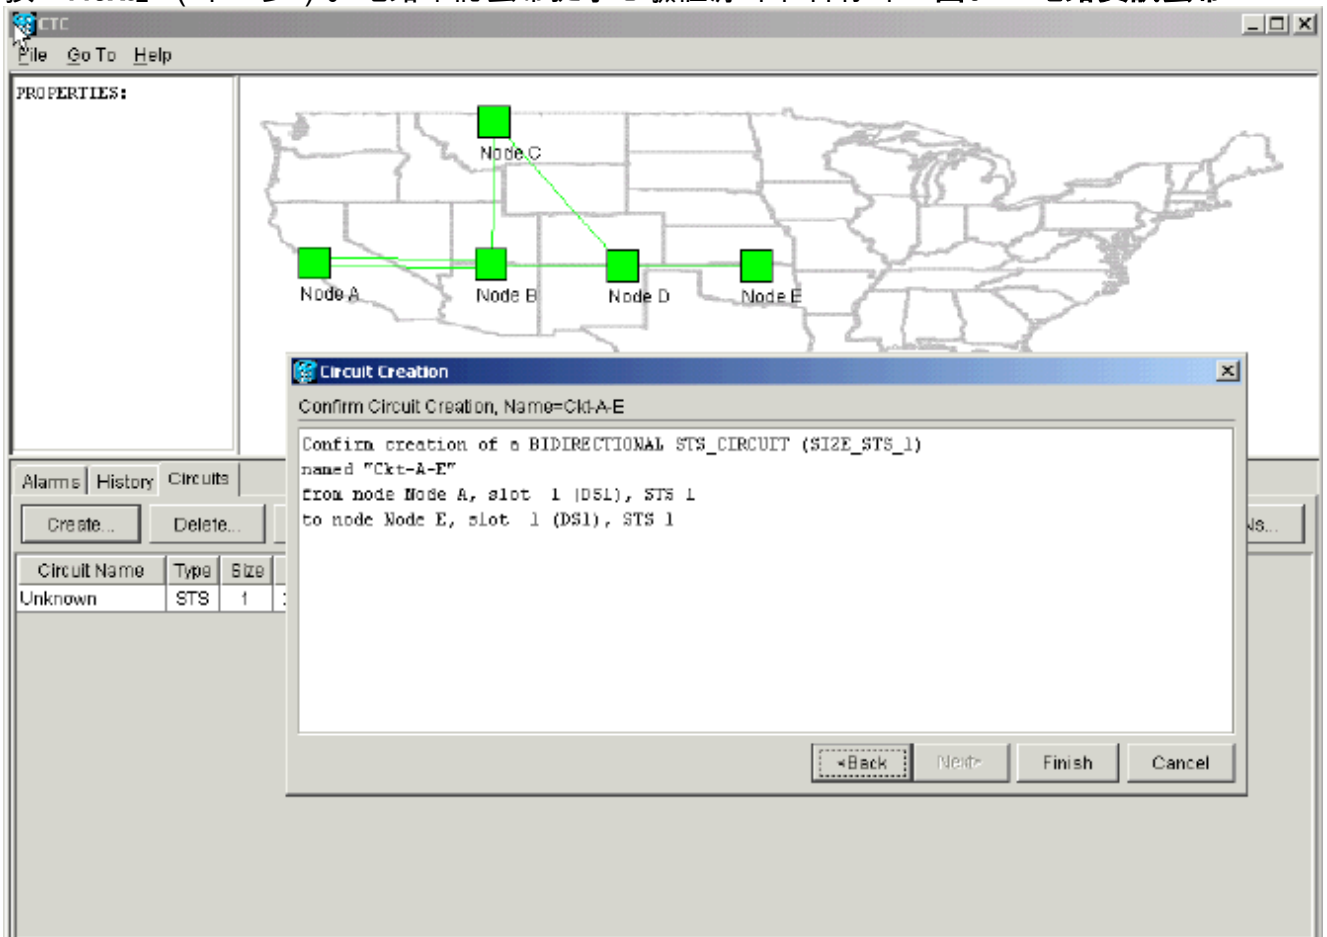 CTC
File Go To Help
PROPERTIES:
Node C
Node A
Node B
Node D
Node E
Circuit Creation
Confirm Circuit Creation, Name=Ckt-A-E
Confirm creation of a BIDIRECTIONAL STS_CIRCUIT (SIZE_STS_1)
named "Ckt-A-E"
from node Node A, slot 1 (DS1), STS 1
to node Node E, slot 1 (DS1), STS 1
<Back Next> Finish Cancel
Alarms History Circuits
Create... Delete...
Circuit Name Type Size
Unknown STS 1